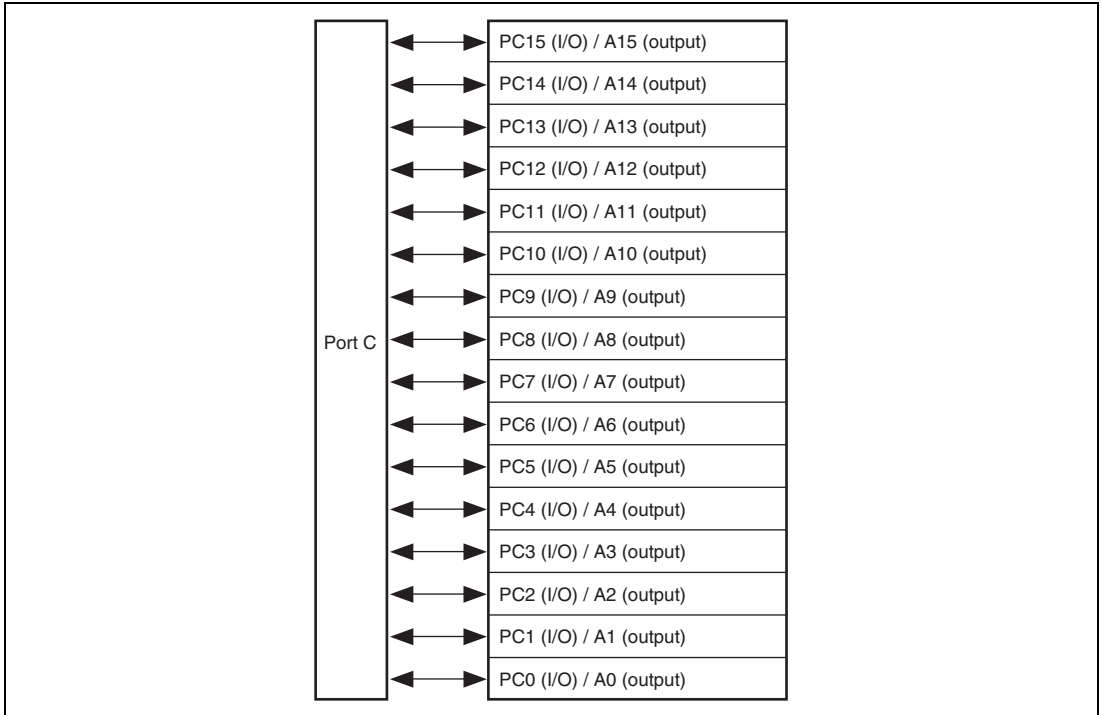 PC15 (I/O) / A15 (output)
PC14 (I/O) / A14 (output)
PC13 (I/O) / A13 (output)
PC12 (I/O) / A12 (output)
PC11 (I/O) / A11 (output)
PC10 (I/O) / A10 (output)
PC9 (I/O) / A9 (output)
Port C
PC8 (I/O) / A8 (output)
PC7 (I/O) / A7 (output)
PC6 (I/O) / A6 (output)
PC5 (I/O) / A5 (output)
PC4 (I/O) / A4 (output)
PC3 (I/O) / A3 (output)
PC2 (I/O) / A2 (output)
PC1 (I/O) / A1 (output)
PC0 (I/O) / A0 (output)